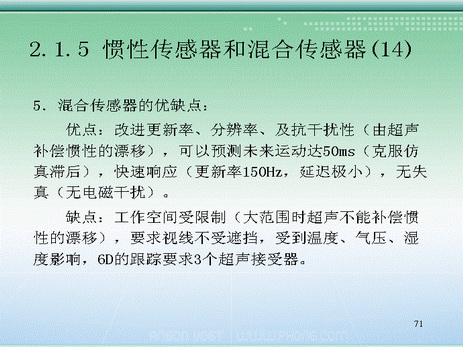 2.1.5 惯性传感器和混合传感器(14)
5. 混合传感器的优缺点：
优点：改进更新率、分辨率、及抗干扰性（由超声
补偿惯性的漂移），可以预测未来运动达50ms（克服仿
真滞后），快速响应（更新率150Hz，延迟极小），无失
真（无电磁干扰）。
缺点：工作空间受限制（大范围时超声不能补偿惯
性的漂移），要求视线不受遮挡，受到温度、气压、湿
度影响，6D的跟踪要求3个超声接受器。
71